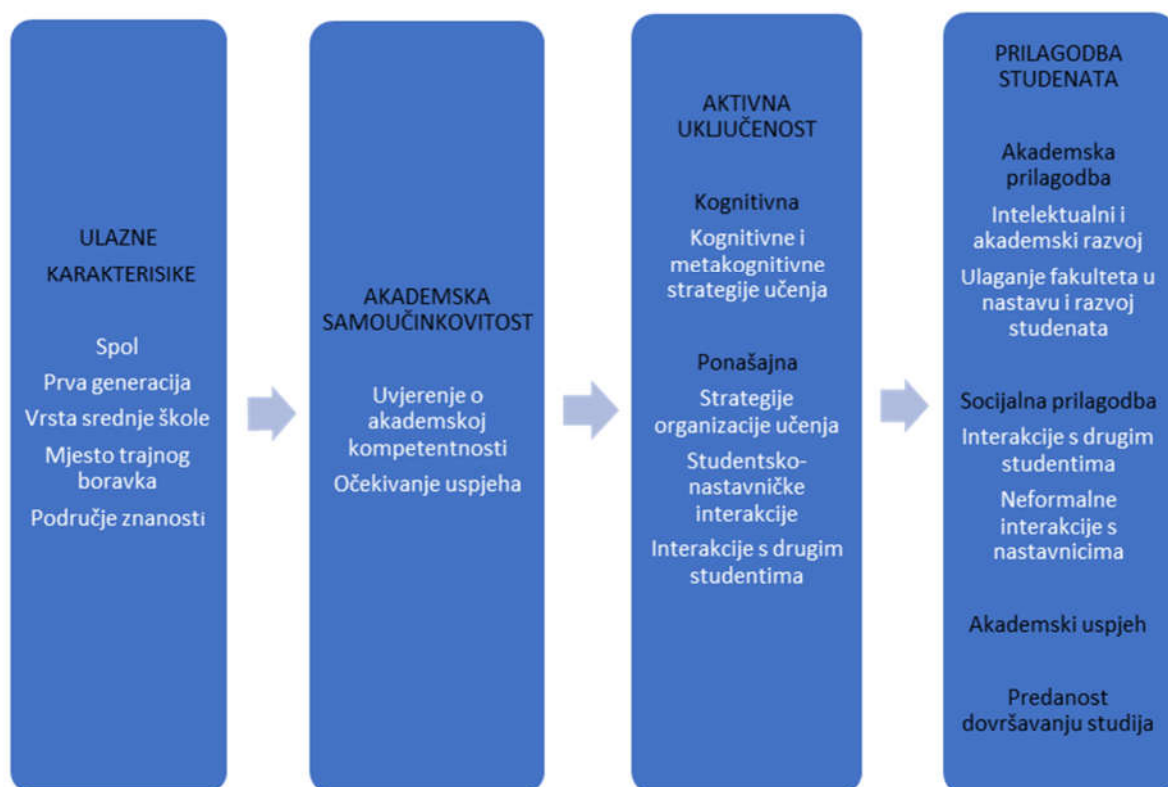 ULAZNE
KARAKTERISIKE
Spol
Prva generacija
Vrsta srednje škole
Mjesto trajnog
boravka
Područje znanosti
AKADEMSKA
SAMOUČINKOVITOST
Uvjerenje o
akademskoj
kompetentnosti
Očekivanje uspjeha
AKTIVNA
UKLJUČENOST
Kognitivna
Kognitivne i
metakognitivne
strategije učenja
Ponašajna
Strategije
organizacije učenja
Studentsko-
nastavničke
interakcije
Interakcije s drugim
studentima
PRILAGODBA
STUDENATA
Akademska
prilagodba
Intelektualni i
akademski razvoj
Ulaganje fakulteta u
nastavu i razvoj
studenata
Socijalna prilagodba
Interakcije s drugim
studentima
Neformalne
interakcije s
nastavnicima
Akademski uspjeh
Predanost
dovršavanju studija